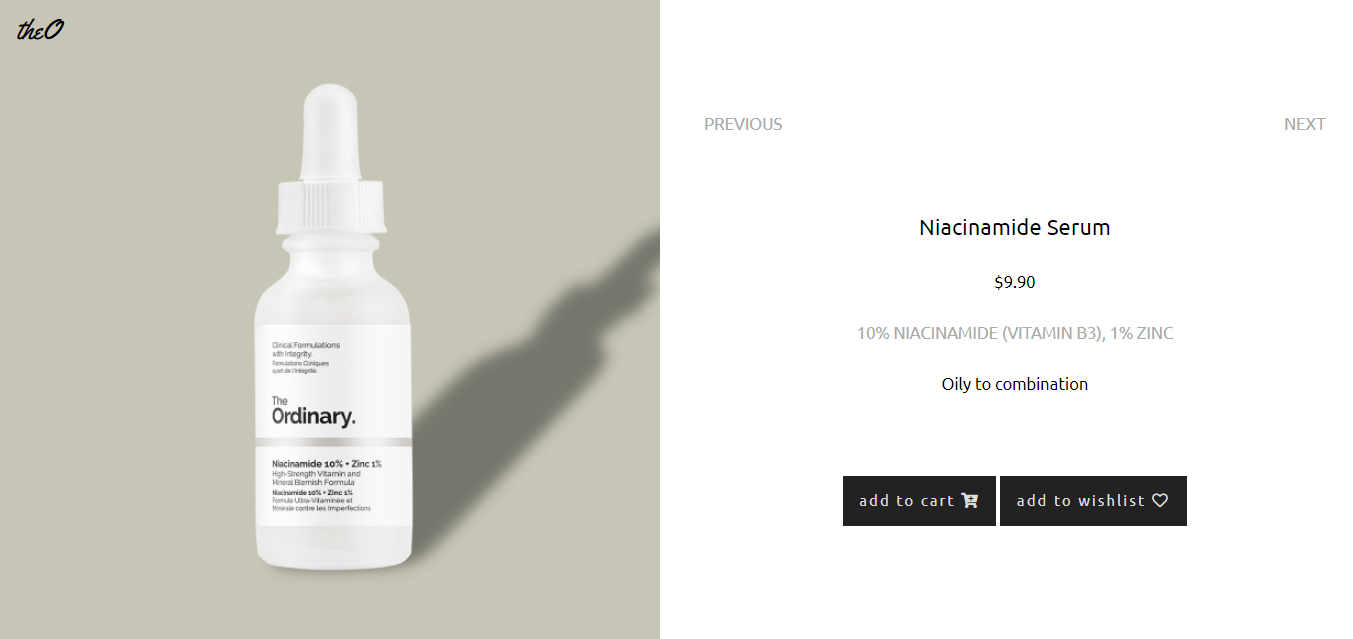 theO
Clinical Formulations
with Integrity.
Formulations Cliniques
ayant de l'intégrité.
The
Ordinary.
Niacinamide 10% + Zinc 1%
High-Strength Vitamin and
Mineral Blemish Formula
Niacinamide 10% + Zinc 1%
Formule Ultra-Vitaminée et
Minérale contre les Imperfections
PREVIOUS
NEXT
Niacinamide Serum
$9.90
10% NIACINAMIDE (VITAMIN B3), 1% ZINC
Oily to combination
add to cart
add to wishlist